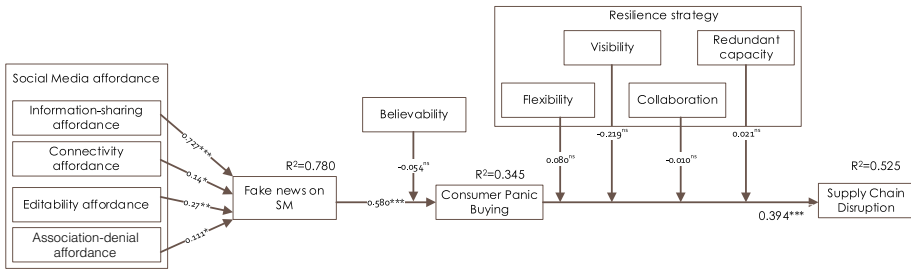 Resilience strategy
Visibility
Redundant
capacity
Flexibility
Collaboration
Social Media affordance
Information-sharing
affordance
Connectivity
affordance
Editability affordance
Association-denial
affordance
0.727***
0.14*
0.27**
0.111*
R²=0.780
Fake news on
SM
Believability
-0.054ns
0.580***
R²=0.345
Consumer Panic
Buying
0.080ns
-0.219ns
-0.010ns
0.021ns
0.394***
R²=0.525
Supply Chain
Disruption